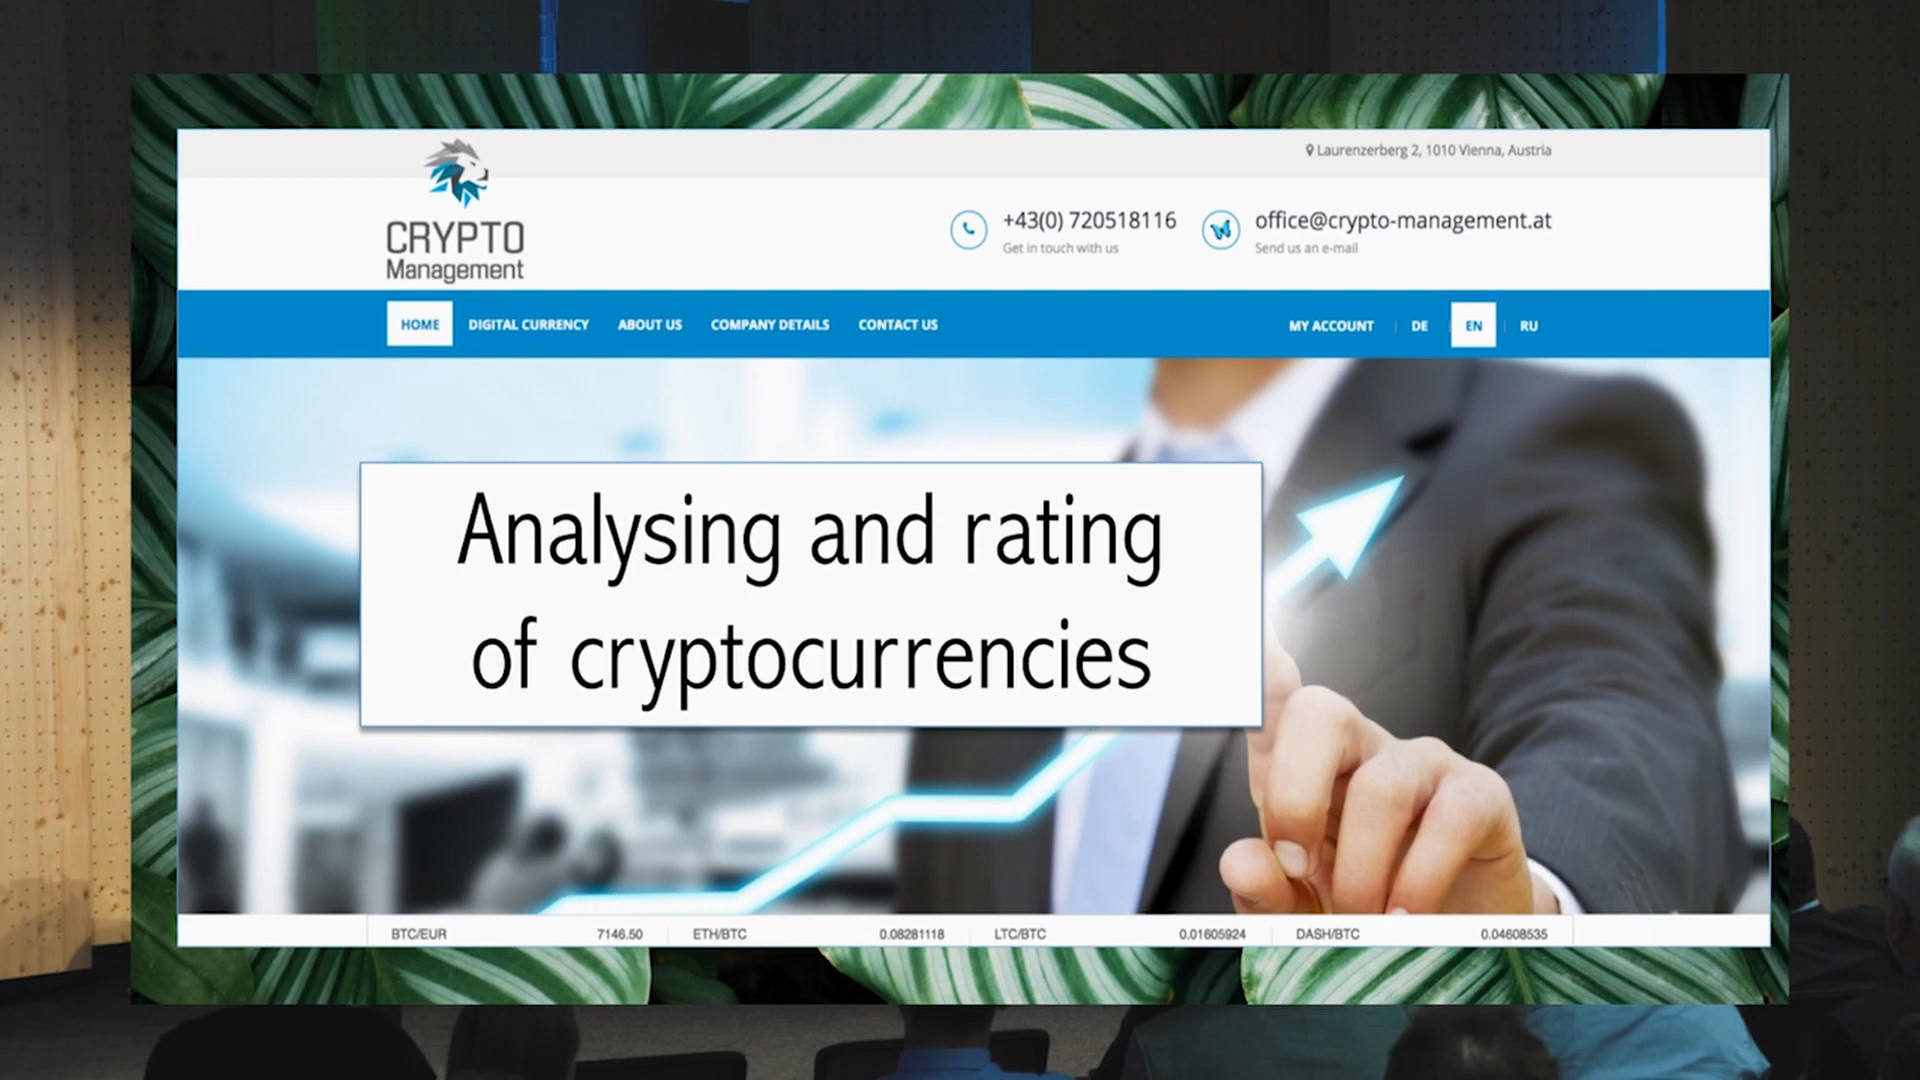 Laurenzerberg 2, 1010 Vienna, Austria
CRYPTO
Management
+43(0) 720518116
Get in touch with us
office@crypto-management.at
Send us an e-mail
HOME DIGITAL CURRENCY ABOUT US COMPANY DETAILS CONTACT US MY ACCOUNT DE EN RU
Analysing and rating
of cryptocurrencies
BTC/EUR 7146.50 ETH/BTC 0.08281118 LTC/BTC 0.01605924 DASH/BTC 0.04608535